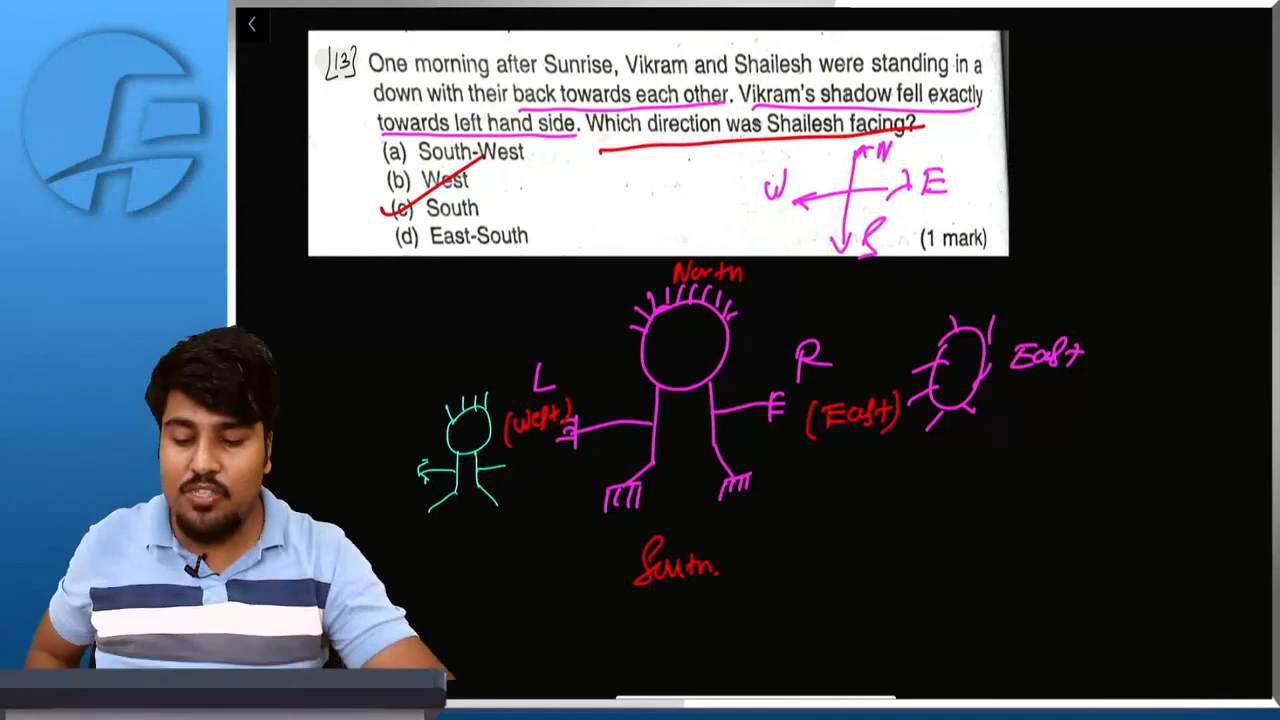 [13] One morning after Sunrise, Vikram and Shailesh were standing in a
down with their back towards each other. Vikram's shadow fell exactly
towards left hand side. Which direction was Shailesh facing?
(a) South-West
(b) West
(c) South
(d) East-South
(1 mark)
N
W
E
S
North
L
(West)
R
(East)
East
South.